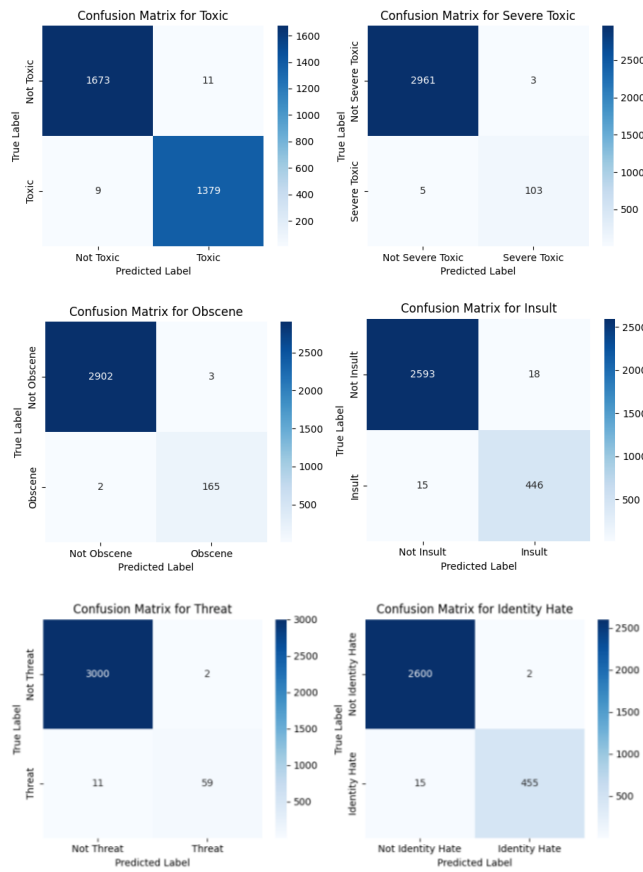 Confusion Matrix for Toxic
1673 11
9 1379
Not Toxic
Toxic
True Label
Not Toxic Toxic
Predicted Label
1600
1400
1200
1000
800
600
400
200
Confusion Matrix for Severe Toxic
2961 3
5 103
Not Severe Toxic
Severe Toxic
True Label
Not Severe Toxic Severe Toxic
Predicted Label
2500
2000
1500
1000
500
Confusion Matrix for Obscene
2902 3
2 165
Not Obscene
Obscene
True Label
Not Obscene Obscene
Predicted Label
2500
2000
1500
1000
500
Confusion Matrix for Insult
2593 18
15 446
Not Insult
Insult
True Label
Not Insult Insult
Predicted Label
2500
2000
1500
1000
500
Confusion Matrix for Threat
3000 2
11 59
Not Threat
Threat
True Label
Not Threat Threat
Predicted Label
3000
2500
2000
1500
1000
500
Confusion Matrix for Identity Hate
2600 2
15 455
Not Identity Hate
Identity Hate
True Label
Not Identity Hate Identity Hate
Predicted Label
2500
2000
1500
1000
500